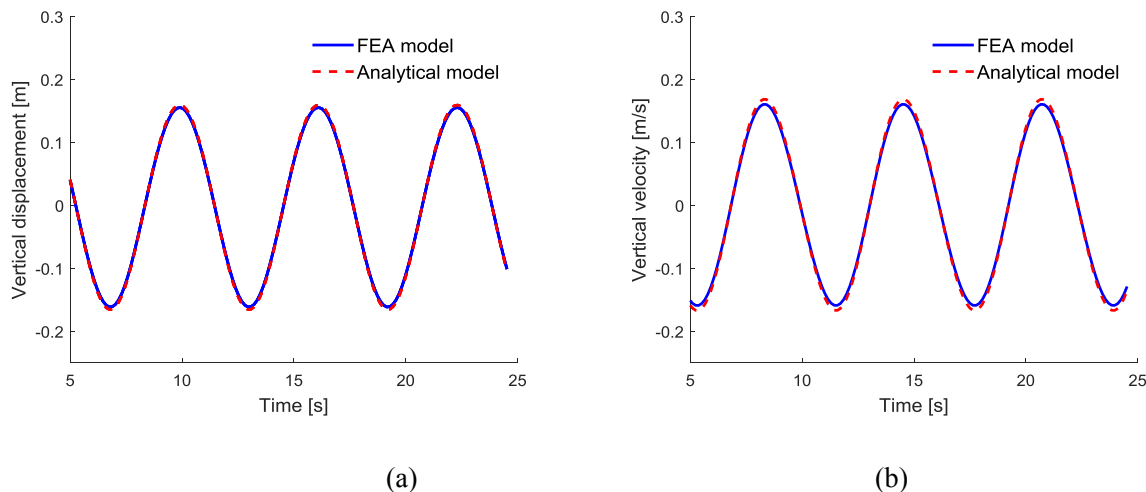 0.3
0.2
0.1
0
-0.1
-0.2
5
10
15
20
25
Vertical displacement [m]
Time [s]
FEA model
Analytical model
(a)
0.3
0.2
0.1
0
-0.1
-0.2
5
10
15
20
25
Vertical velocity [m/s]
Time [s]
FEA model
Analytical model
(b)